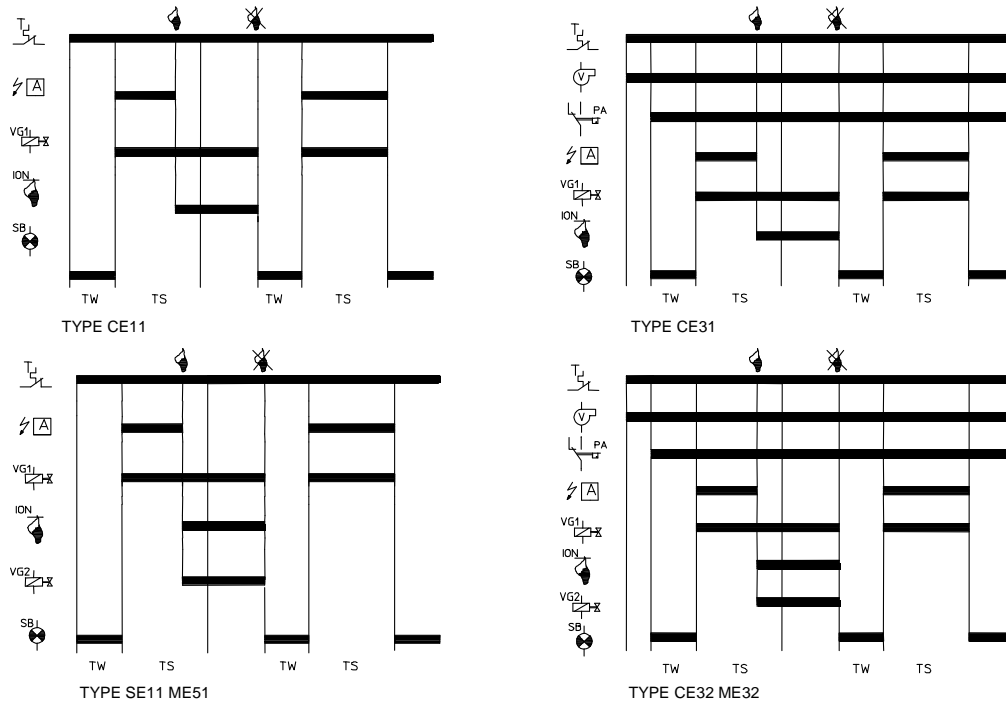 T
A
VG1
ION
SB
TW TS TW TS
TYPE CE11
T
V
PA
A
VG1
ION
SB
TW TS TW TS
TYPE CE31
T
A
VG1
ION
VG2
SB
TW TS TW TS
TYPE SE11 ME51
T
V
PA
A
VG1
ION
VG2
SB
TW TS TW TS
TYPE CE32 ME32